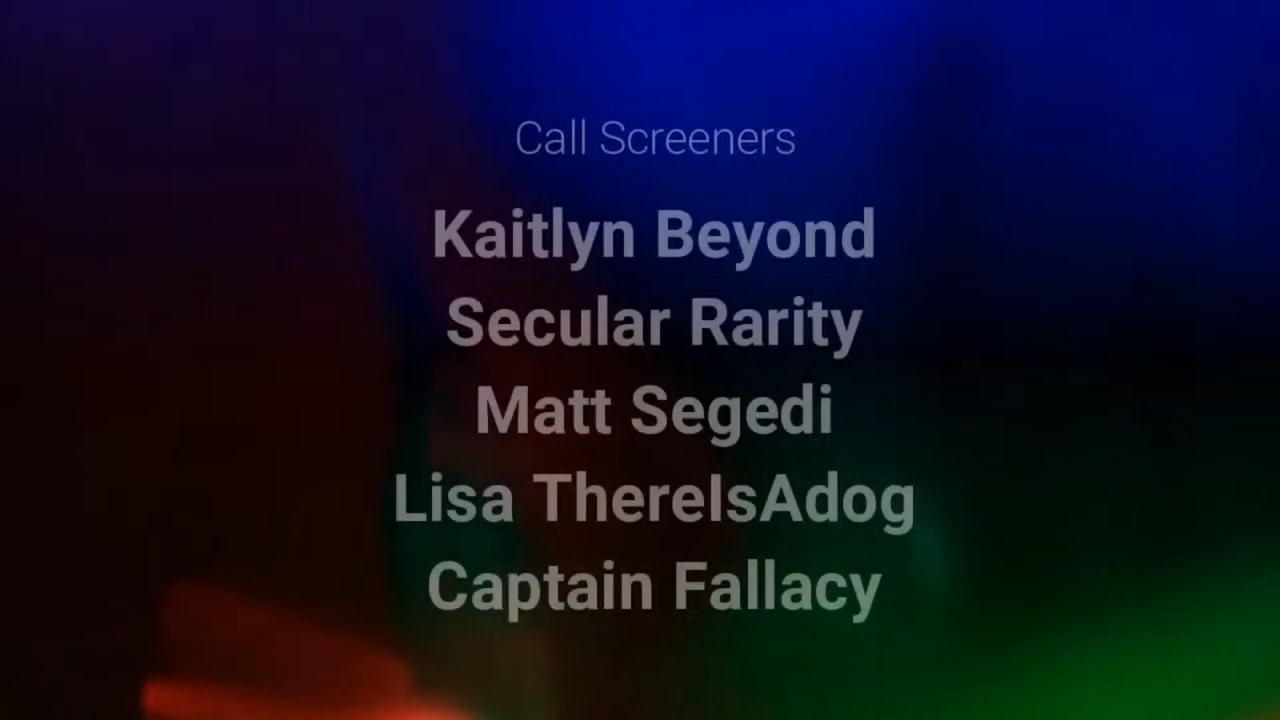 Call Screeners
Kaitlyn Beyond
Secular Rarity
Matt Segedi
Lisa ThereIsAdog
Captain Fallacy